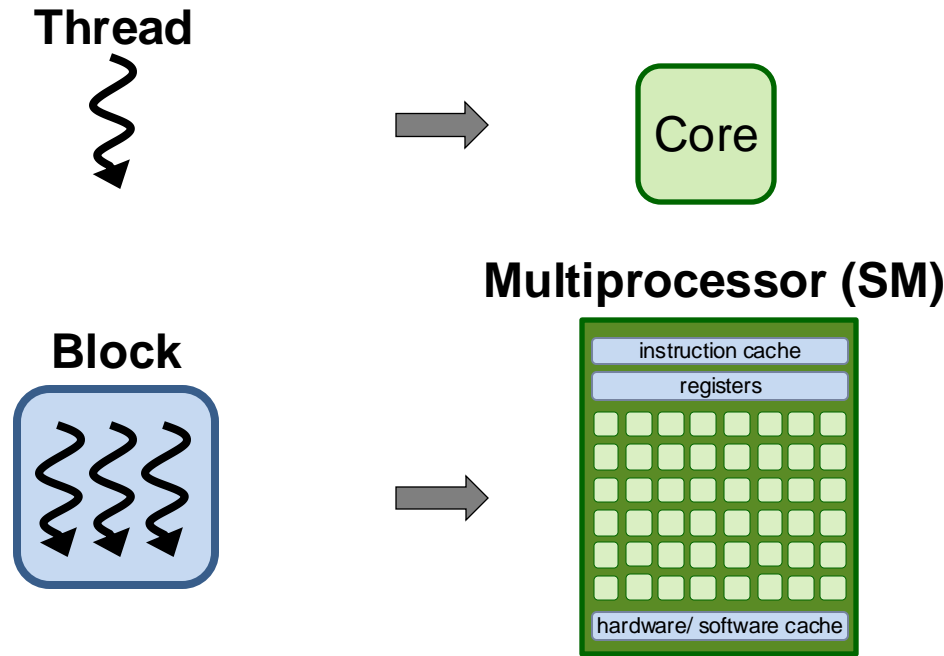 Thread
Core
Multiprocessor (SM)
Block
instruction cache
registers
hardware/ software cache